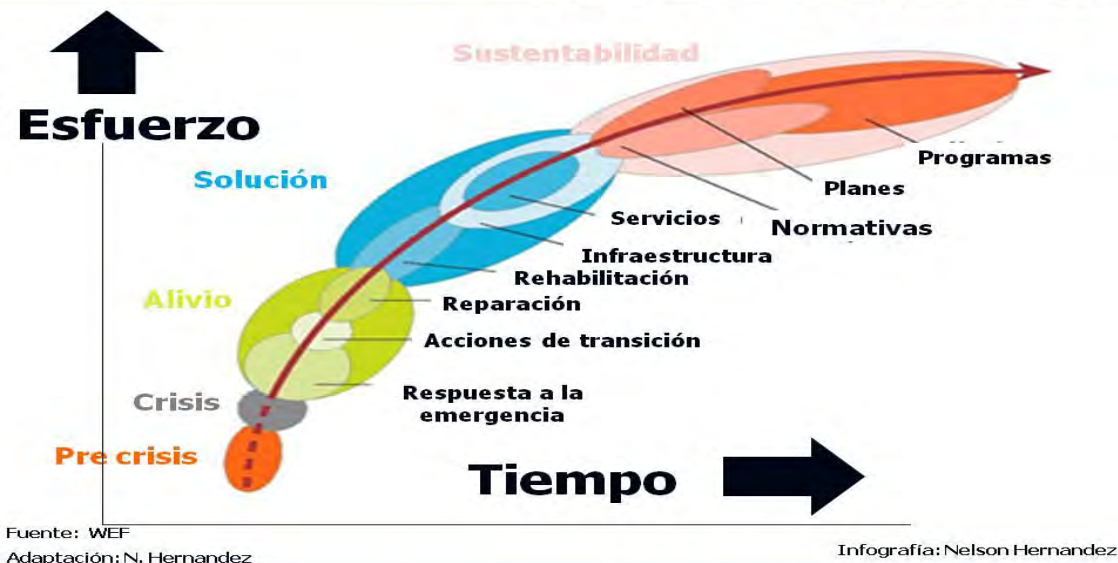 Sustentabilidad
Esfuerzo
Programas
Solución
Planes
Servicios
Normativas
Infraestructura
Rehabilitación
Alivio
Reparación
Acciones de transición
Crisis
Respuesta a la
emergencia
Pre crisis
Tiempo
Fuente: WEF
Adaptación: N. Hernandez
Infografía: Nelson Hernandez